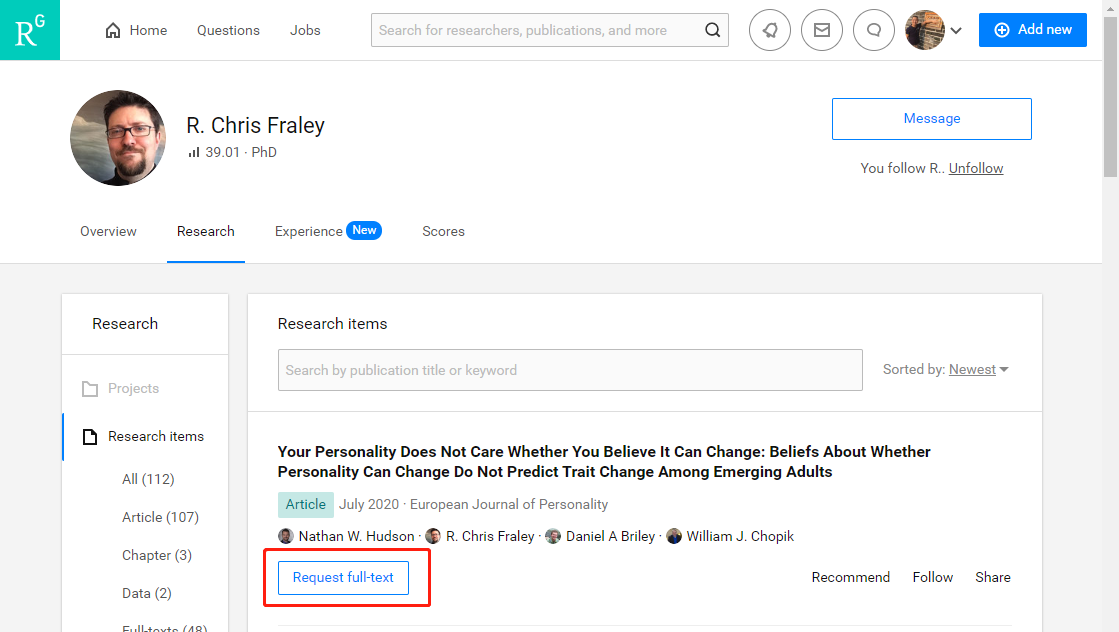 RG
Home
Questions
Jobs
Search for researchers, publications, and more
Add new
R. Chris Fraley
39.01 · PhD
Message
You follow R.. Unfollow
Overview
Research
Experience New
Scores
Research
Projects
Research items
All (112)
Article (107)
Chapter (3)
Data (2)
Full-texts (48)
Research items
Search by publication title or keyword
Sorted by: Newest
Your Personality Does Not Care Whether You Believe It Can Change: Beliefs About Whether
Personality Can Change Do Not Predict Trait Change Among Emerging Adults
Article July 2020 · European Journal of Personality
Nathan W. Hudson · R. Chris Fraley · Daniel A Briley · William J. Chopik
Request full-text
Recommend
Follow
Share